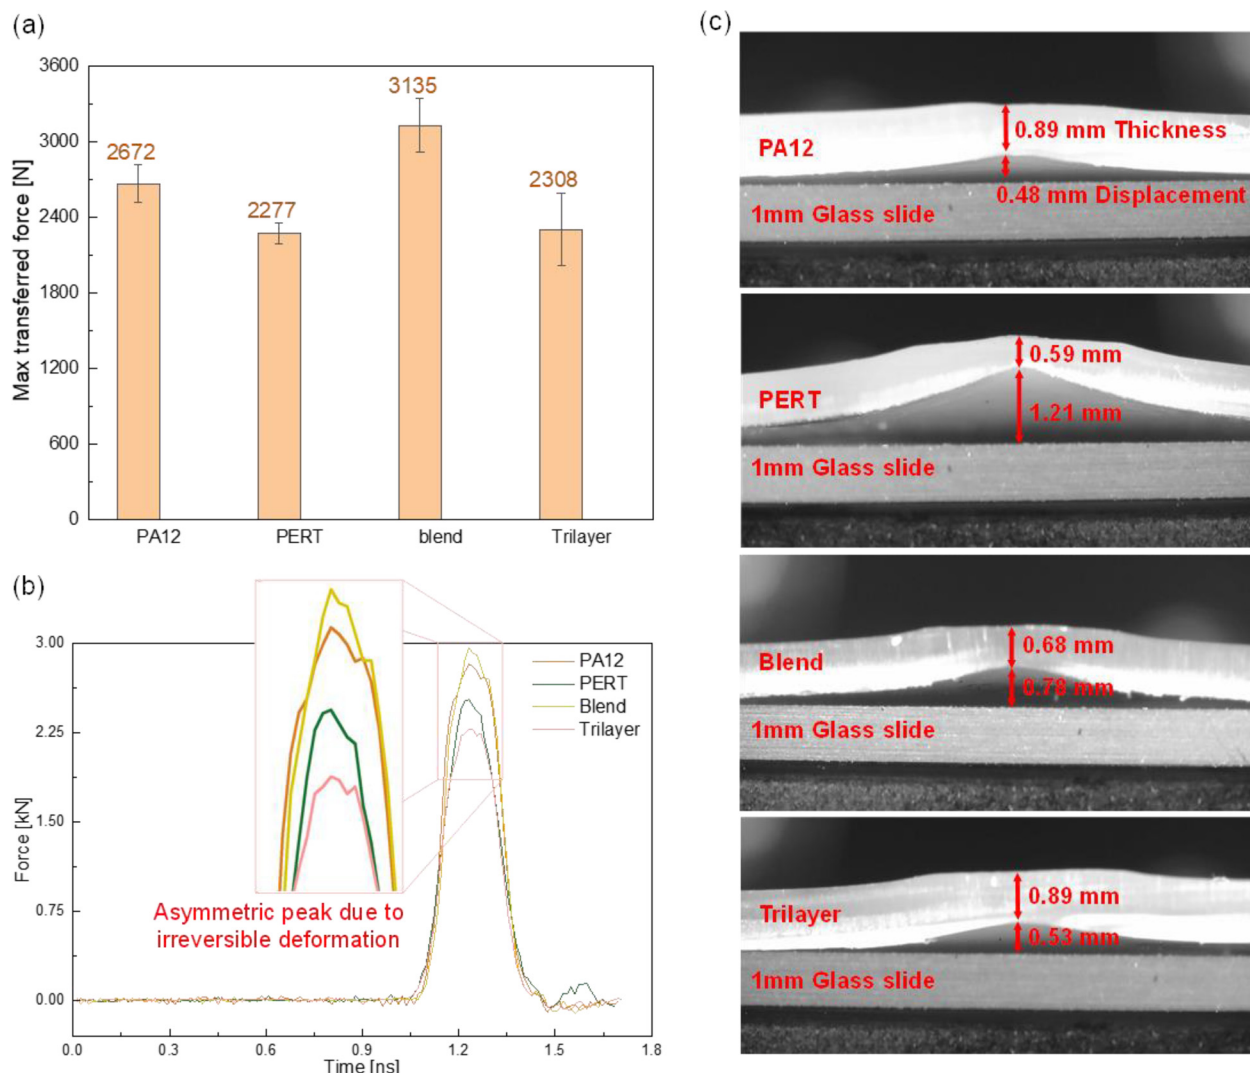 (a)
Max transferred force [N]
3600
3000
2400
1800
1200
600
0
2672
2277
3135
2308
PA12
PERT
blend
Trilayer
(b)
Force [kN]
3.00
2.25
1.50
0.75
0.00
PA12
PERT
Blend
Trilayer
Asymmetric peak due to
irreversible deformation
0.0
0.3
0.6
0.9
1.2
1.5
1.8
Time [ns]
(c)
0.89 mm Thickness
PA12
0.48 mm Displacement
1mm Glass slide
0.59 mm
PERT
1.21 mm
1mm Glass slide
0.68 mm
Blend
0.78 mm
1mm Glass slide
0.89 mm
Trilayer
0.53 mm
1mm Glass slide